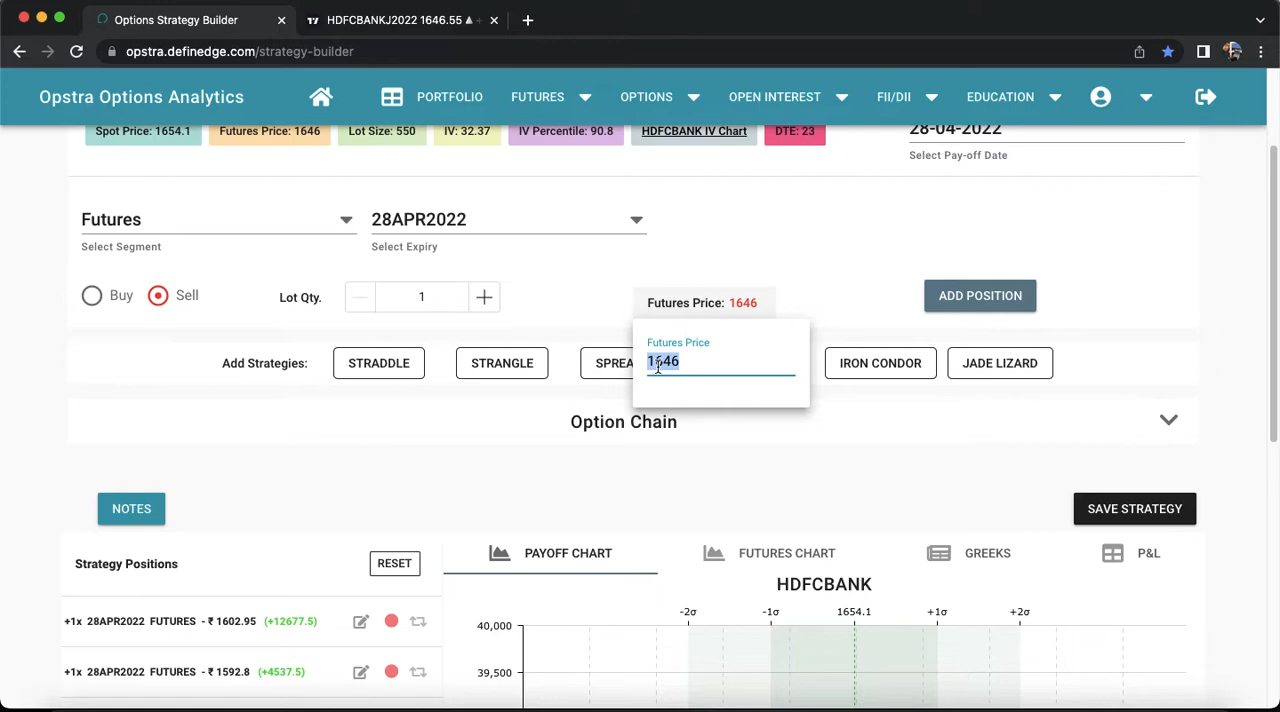 Options Strategy Builder
HDFCBANKJ2022 1646.55
opstra.definedge.com/strategy-builder
Opstra Options Analytics
PORTFOLIO
FUTURES
OPTIONS
OPEN INTEREST
FII/DII
EDUCATION
Spot Price: 1654.1
Futures Price: 1646
Lot Size: 550
IV: 32.37
IV Percentile: 90.8
HDFCBANK IV Chart
DTE: 23
28-04-2022
Select Pay-off Date
Futures
28APR2022
Select Segment
Select Expiry
Buy
Sell
Lot Qty.
1
Futures Price: 1646
ADD POSITION
Futures Price
1646
Add Strategies:
STRADDLE
STRANGLE
SPREA
IRON CONDOR
JADE LIZARD
Option Chain
NOTES
SAVE STRATEGY
Strategy Positions
RESET
PAYOFF CHART
FUTURES CHART
GREEKS
P&L
HDFCBANK
-2σ
-1σ
1654.1
+1σ
+2σ
+1x 28APR2022 FUTURES - ₹ 1602.95 (+12677.5)
40,000
+1x 28APR2022 FUTURES - ₹ 1592.8 (+4537.5)
39,500